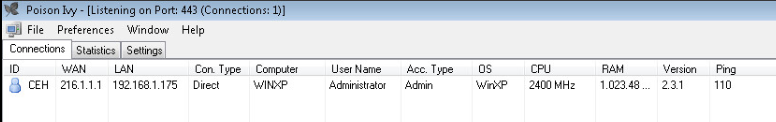 Poison Ivy - [Listening on Port: 443 (Connections: 1)]
File Preferences Window Help
Connections Statistics Settings
ID WAN LAN Con. Type Computer User Name Acc. Type OS CPU RAM Version Ping
CEH 216.1.1.1 192.168.1.175 Direct WINXP Administrator Admin WinXP 2400 MHz 1.023.48 ... 2.3.1 110